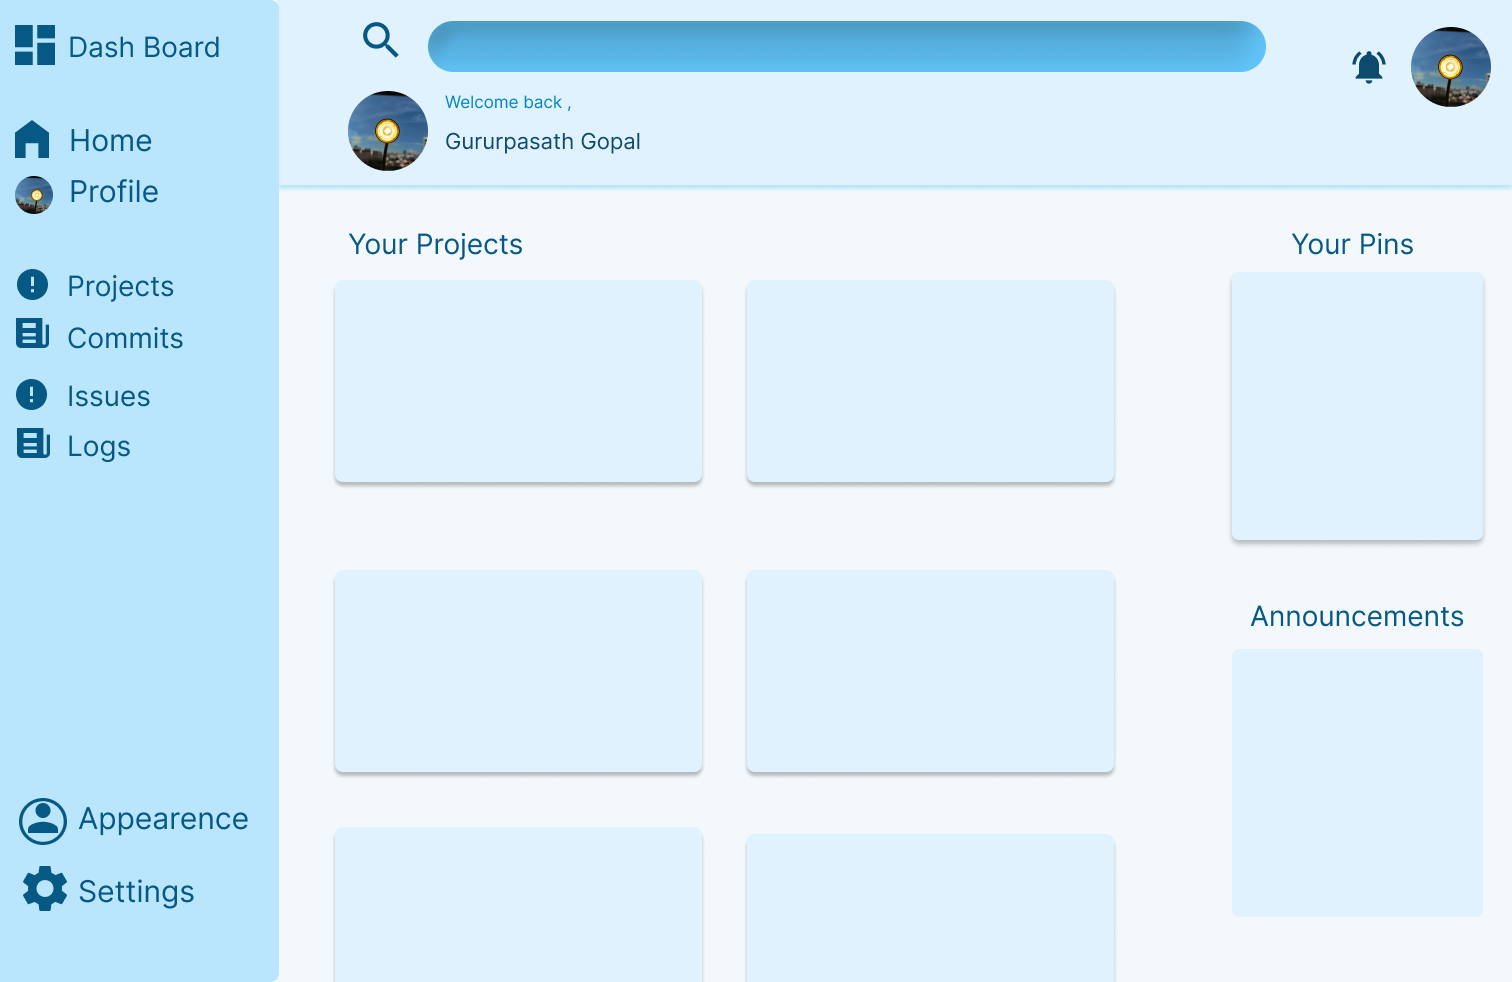 Dash Board
Home
Profile
Projects
Commits
Issues
Logs
Appearence
Settings
Welcome back ,
Gururpasath Gopal
Your Projects
Your Pins
Announcements